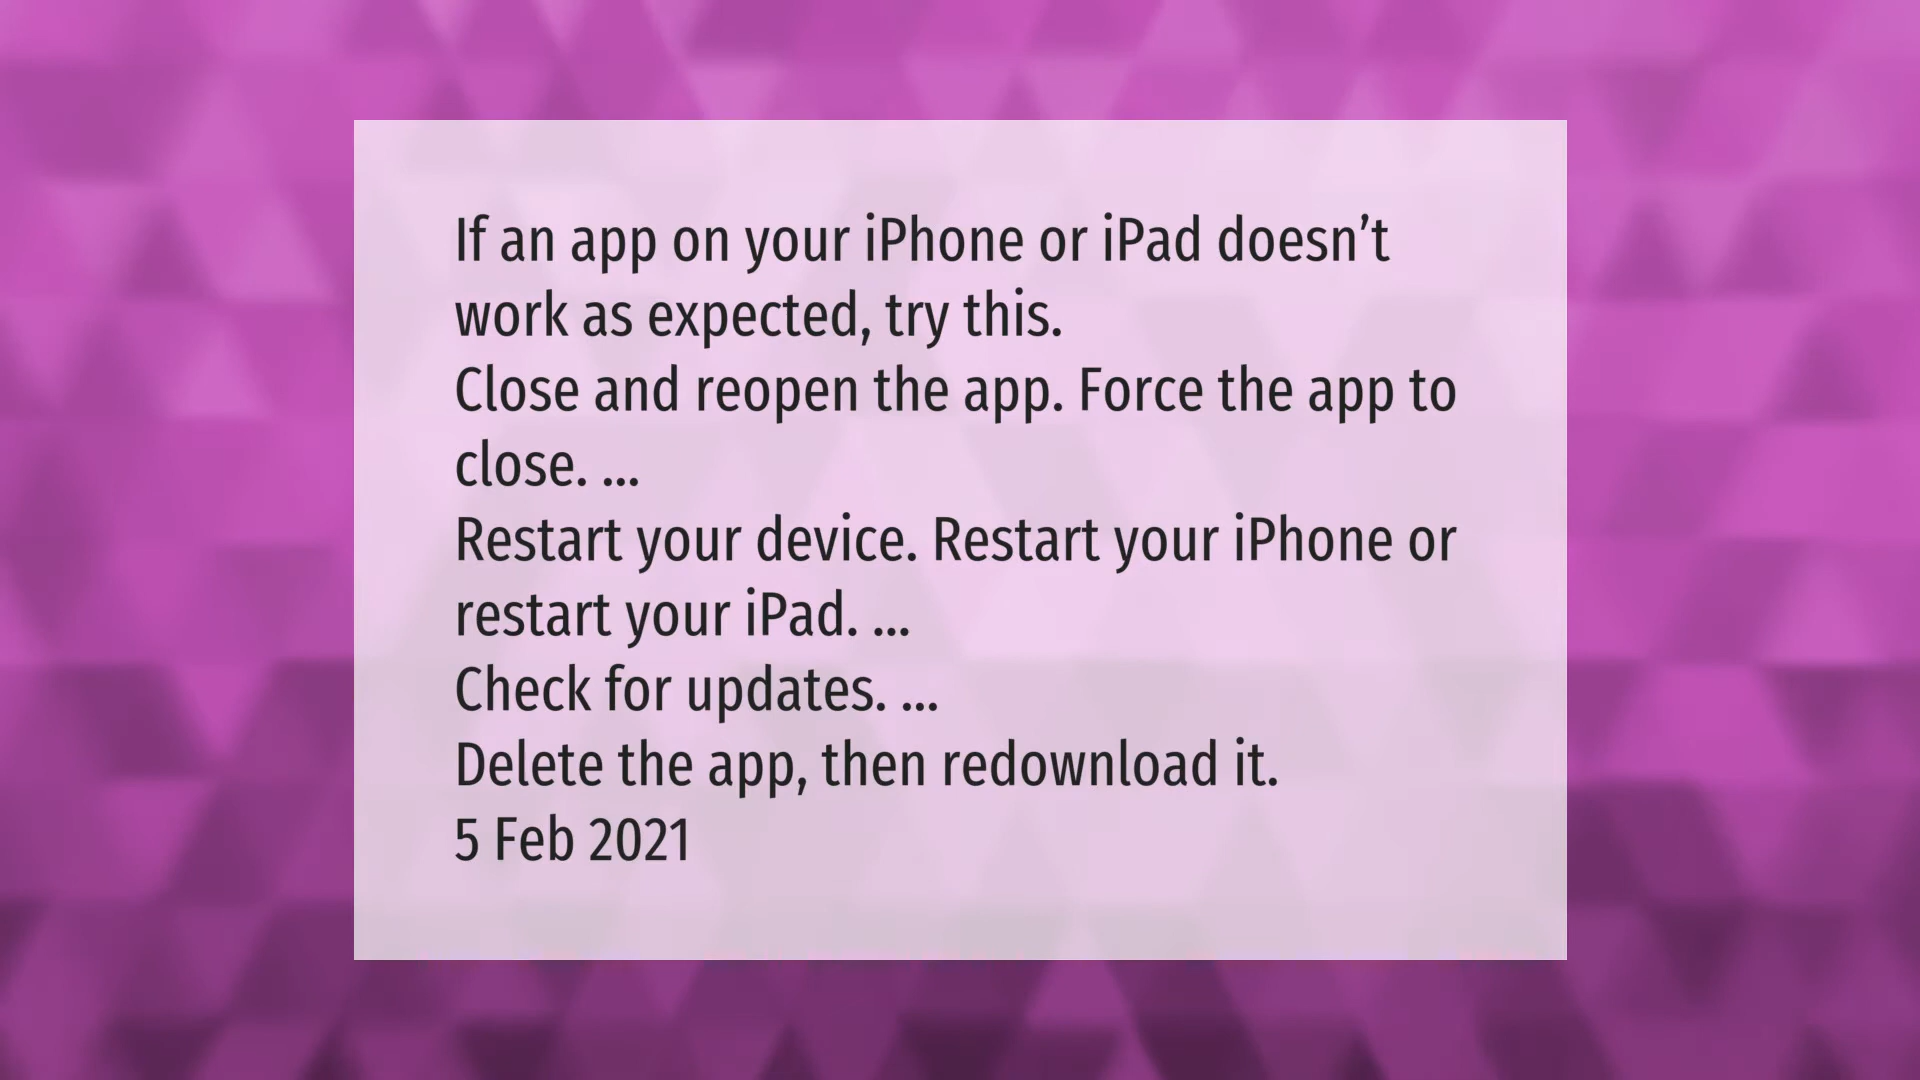 If an app on your iPhone or iPad doesn’t
work as expected, try this.
Close and reopen the app. Force the app to
close. ...
Restart your device. Restart your iPhone or
restart your iPad. ...
Check for updates. ...
Delete the app, then redownload it.
5 Feb 2021